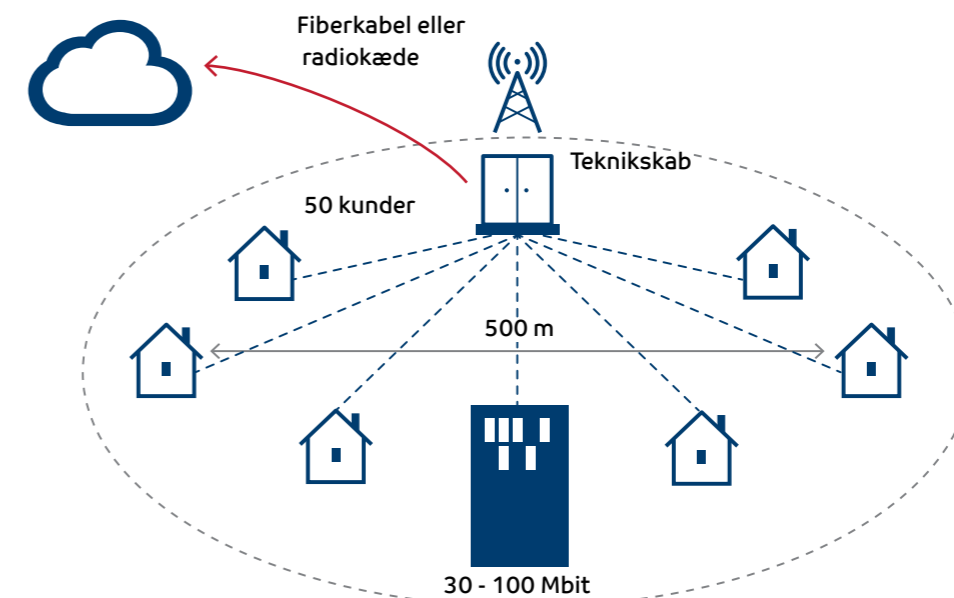 Fiberkabel eller
radiokæde
Teknikskab
50 kunder
500 m
30 - 100 Mbit